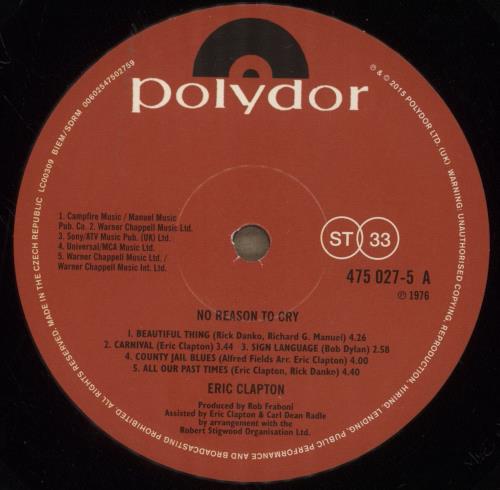 polydor
1. Campfire Music / Manuel Music
Pub. Co. 2. Warner Chappell Music Ltd.
3. Sony/ATV Music Pub. (UK) Ltd.
4. Universal/MCA Music Ltd.
5. Warner Chappell Music Ltd. /
Warner Chappell Music Int. Ltd.
ST 33
475 027-5 A
℗ 1976
NO REASON TO CRY
1. BEAUTIFUL THING (Rick Danko, Richard G. Manuel) 4.26
2. CARNIVAL (Eric Clapton) 3.44 3. SIGN LANGUAGE (Bob Dylan) 2.58
4. COUNTY JAIL BLUES (Alfred Fields Arr. Eric Clapton) 4.00
5. ALL OUR PAST TIMES (Eric Clapton, Rick Danko) 4.40
ERIC CLAPTON
Produced by Rob Fraboni
Assisted by Eric Clapton & Carl Dean Radle
by arrangement with the
Robert Stigwood Organisation Ltd.
℗ & © 2015 POLYDOR LTD. (UK) WARNING: UNAUTHORISED COPYING, REPRODUCTION, HIRING, LENDING, PUBLIC PERFORMANCE AND BROADCASTING PROHIBITED. ALL RIGHTS RESERVED. MADE IN THE CZECH REPUBLIC LC00309 BIEM/SDRM 00602547502759